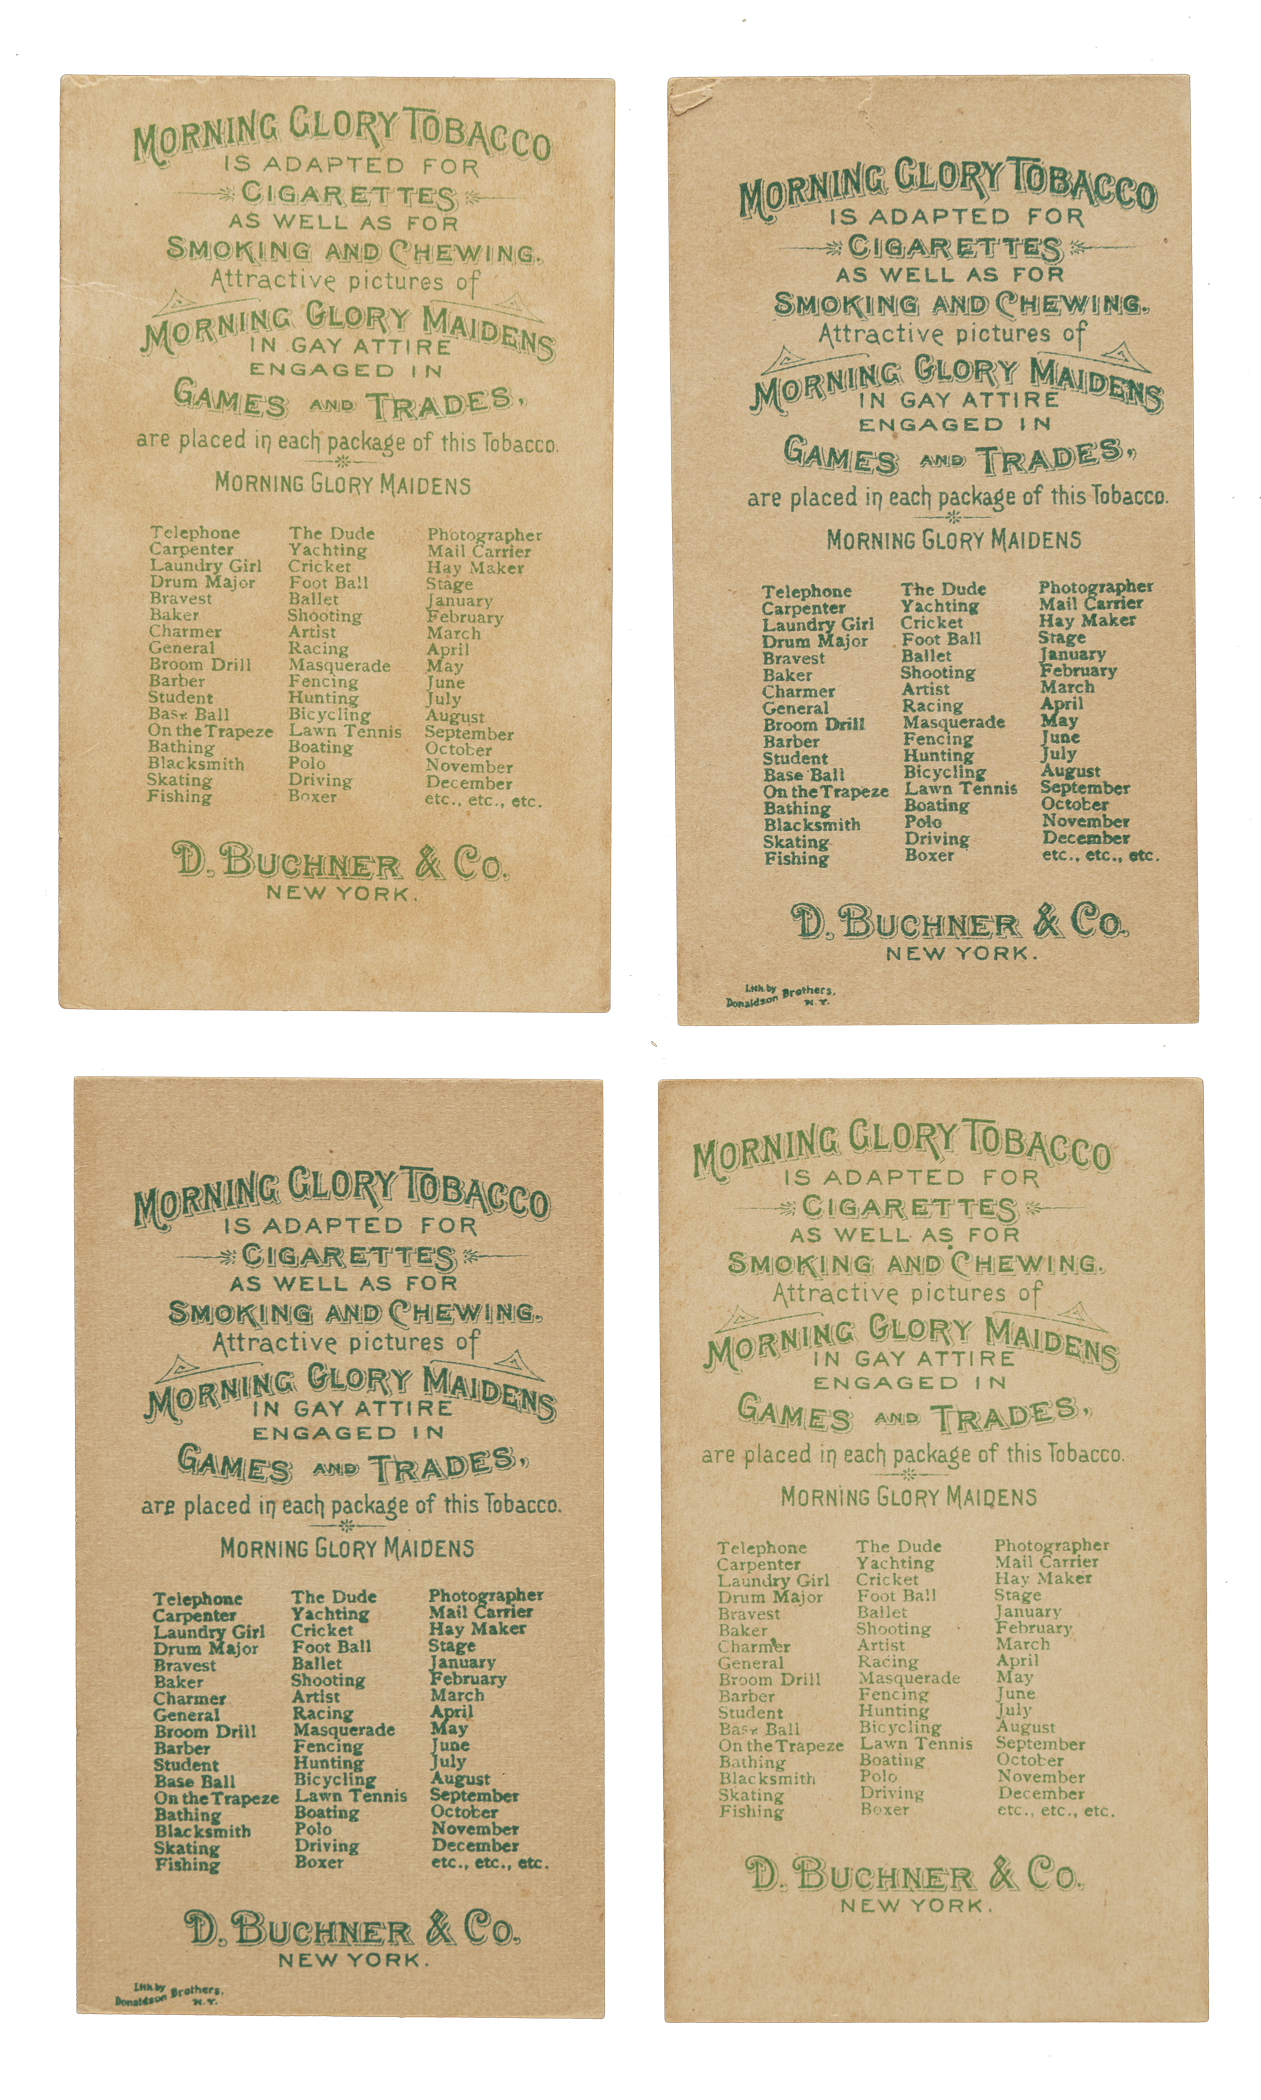 MORNING GLORY TOBACCO
IS ADAPTED FOR
CIGARETTES
AS WELL AS FOR
SMOKING AND CHEWING.
Attractive pictures of
MORNING GLORY MAIDENS
IN GAY ATTIRE
ENGAGED IN
GAMES AND TRADES,
are placed in each package of this Tobacco.
MORNING GLORY MAIDENS
Telephone The Dude Photographer
Carpenter Yachting Mail Carrier
Laundry Girl Cricket Hay Maker
Drum Major Foot Ball Stage
Bravest Ballet January
Baker Shooting February
Charmer Artist March
General Racing April
Broom Drill Masquerade May
Barber Fencing June
Student Hunting July
Base Ball Bicycling August
On the Trapeze Lawn Tennis September
Bathing Boating October
Blacksmith Polo November
Skating Driving December
Fishing Boxer etc., etc., etc.
D. BUCHNER & CO.
NEW YORK.
MORNING GLORY TOBACCO
IS ADAPTED FOR
CIGARETTES
AS WELL AS FOR
SMOKING AND CHEWING.
Attractive pictures of
MORNING GLORY MAIDENS
IN GAY ATTIRE
ENGAGED IN
GAMES AND TRADES,
are placed in each package of this Tobacco.
MORNING GLORY MAIDENS
Telephone The Dude Photographer
Carpenter Yachting Mail Carrier
Laundry Girl Cricket Hay Maker
Drum Major Foot Ball Stage
Bravest Ballet January
Baker Shooting February
Charmer Artist March
General Racing April
Broom Drill Masquerade May
Barber Fencing June
Student Hunting July
Base Ball Bicycling August
On the Trapeze Lawn Tennis September
Bathing Boating October
Blacksmith Polo November
Skating Driving December
Fishing Boxer etc., etc., etc.
D. BUCHNER & CO.
NEW YORK.
Lith. by
Donaldson Brothers,
N. Y.
MORNING GLORY TOBACCO
IS ADAPTED FOR
CIGARETTES
AS WELL AS FOR
SMOKING AND CHEWING.
Attractive pictures of
MORNING GLORY MAIDENS
IN GAY ATTIRE
ENGAGED IN
GAMES AND TRADES,
are placed in each package of this Tobacco.
MORNING GLORY MAIDENS
Telephone The Dude Photographer
Carpenter Yachting Mail Carrier
Laundry Girl Cricket Hay Maker
Drum Major Foot Ball Stage
Bravest Ballet January
Baker Shooting February
Charmer Artist March
General Racing April
Broom Drill Masquerade May
Barber Fencing June
Student Hunting July
Base Ball Bicycling August
On the Trapeze Lawn Tennis September
Bathing Boating October
Blacksmith Polo November
Skating Driving December
Fishing Boxer etc., etc., etc.
D. BUCHNER & CO.
NEW YORK.
Lith. by
Donaldson Brothers,
N. Y.
MORNING GLORY TOBACCO
IS ADAPTED FOR
CIGARETTES
AS WELL AS FOR
SMOKING AND CHEWING.
Attractive pictures of
MORNING GLORY MAIDENS
IN GAY ATTIRE
ENGAGED IN
GAMES AND TRADES,
are placed in each package of this Tobacco.
MORNING GLORY MAIDENS
Telephone The Dude Photographer
Carpenter Yachting Mail Carrier
Laundry Girl Cricket Hay Maker
Drum Major Foot Ball Stage
Bravest Ballet January
Baker Shooting February
Charmer Artist March
General Racing April
Broom Drill Masquerade May
Barber Fencing June
Student Hunting July
Base Ball Bicycling August
On the Trapeze Lawn Tennis September
Bathing Boating October
Blacksmith Polo November
Skating Driving December
Fishing Boxer etc., etc., etc.
D. BUCHNER & CO.
NEW YORK.